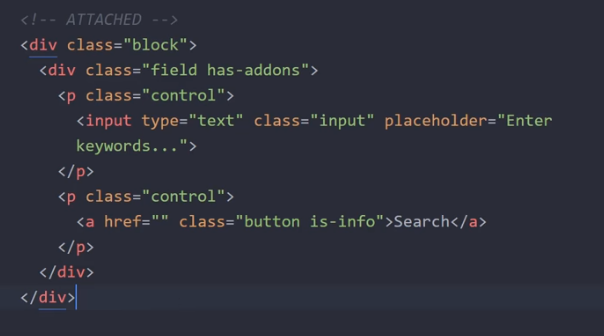 <!-- ATTACHED -->
<div class="block">
<div class="field has-addons">
<p class="control">
<input type="text" class="input" placeholder="Enter
keywords...">
</p>
<p class="control">
<a href="" class="button is-info">Search</a>
</p>
</div>
</div>